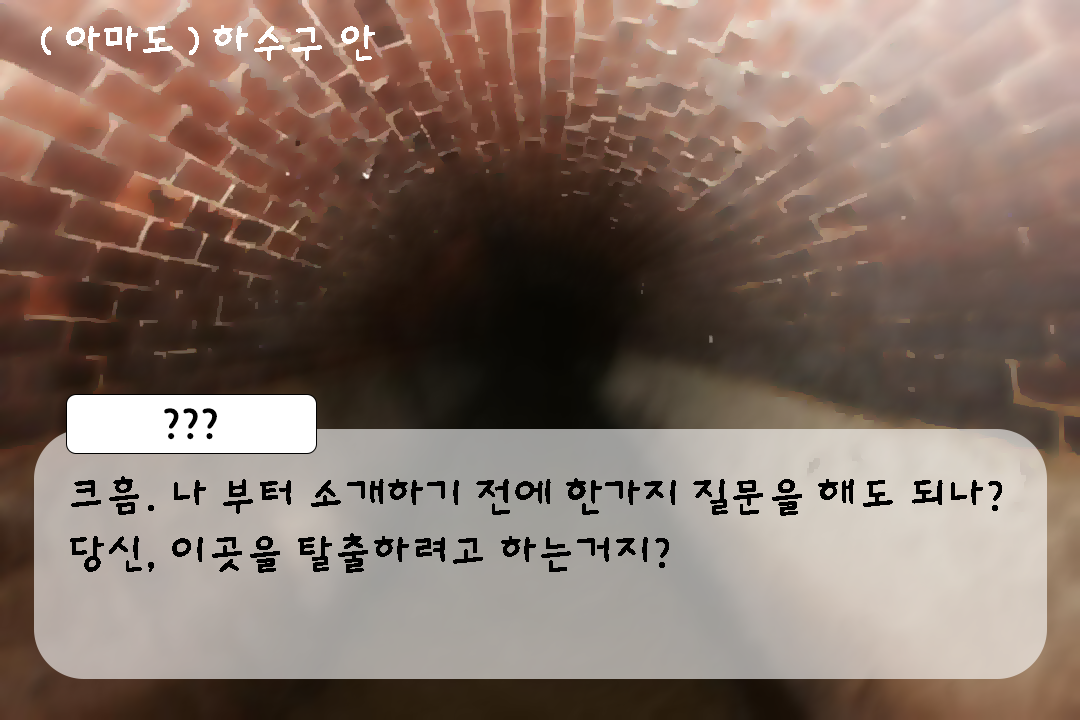 ( 아마도 ) 하수구 안
???
크흠. 나 부터 소개하기 전에 한가지 질문을 해도 되나?
당신, 이곳을 탈출하려고 하는거지?